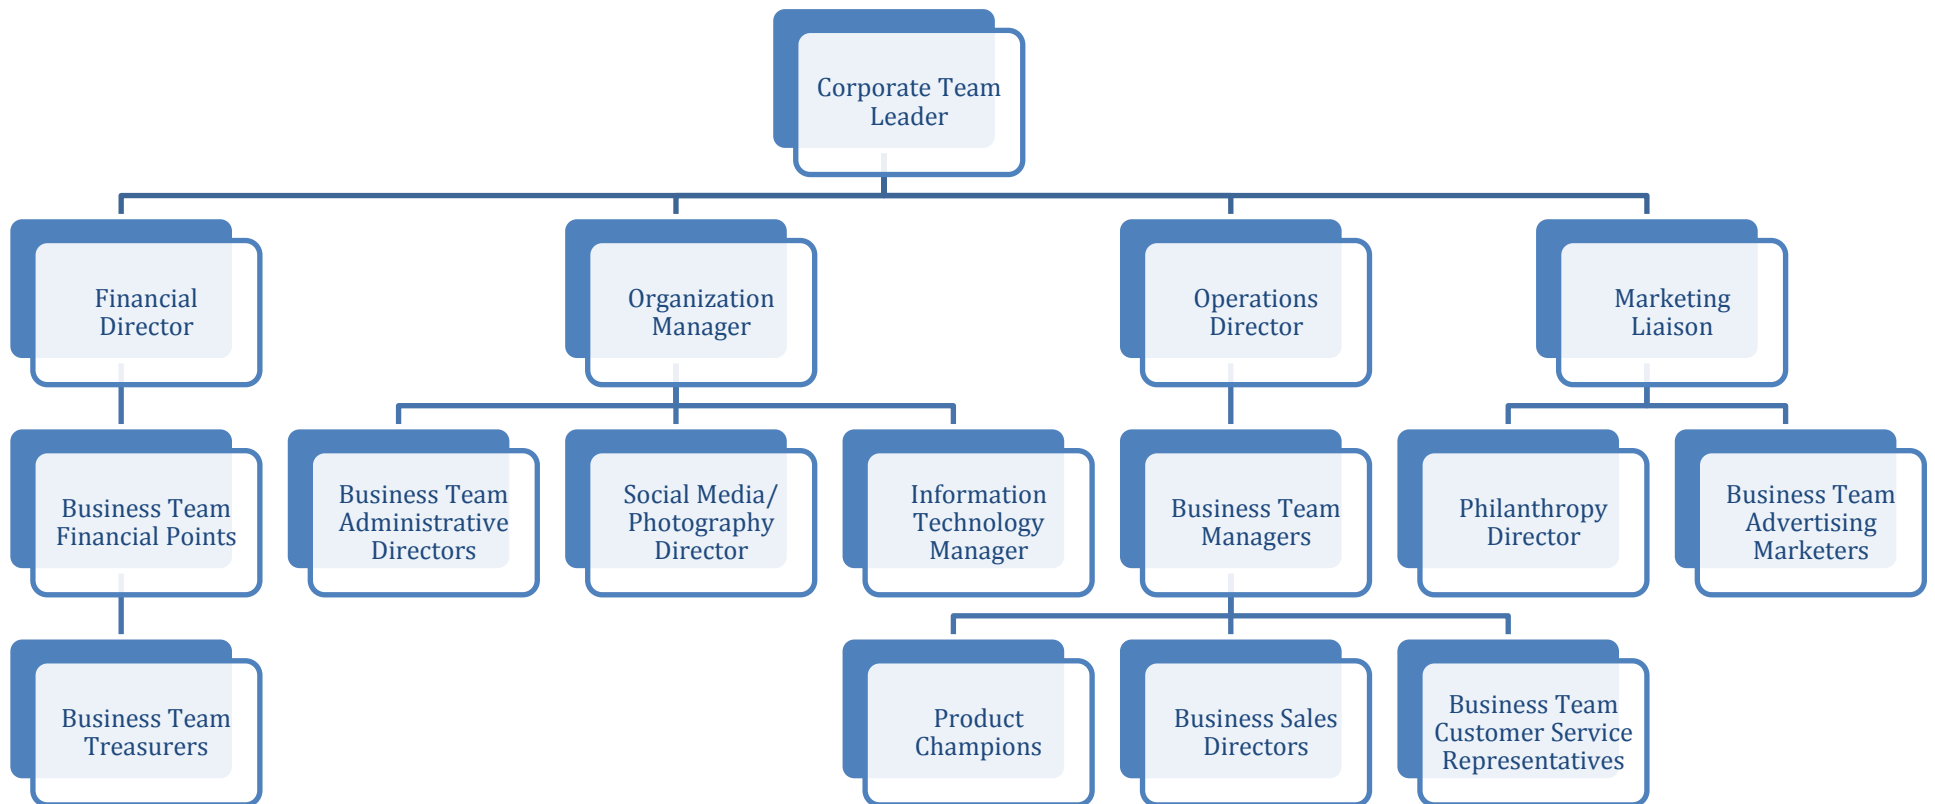 Corporate Team
Leader
Financial
Director
Organization
Manager
Operations
Director
Marketing
Liaison
Business Team
Financial Points
Business Team
Administrative
Directors
Social Media/
Photography
Director
Information
Technology
Manager
Business Team
Managers
Philanthropy
Director
Business Team
Advertising
Marketers
Business Team
Treasurers
Product
Champions
Business Sales
Directors
Business Team
Customer Service
Representatives